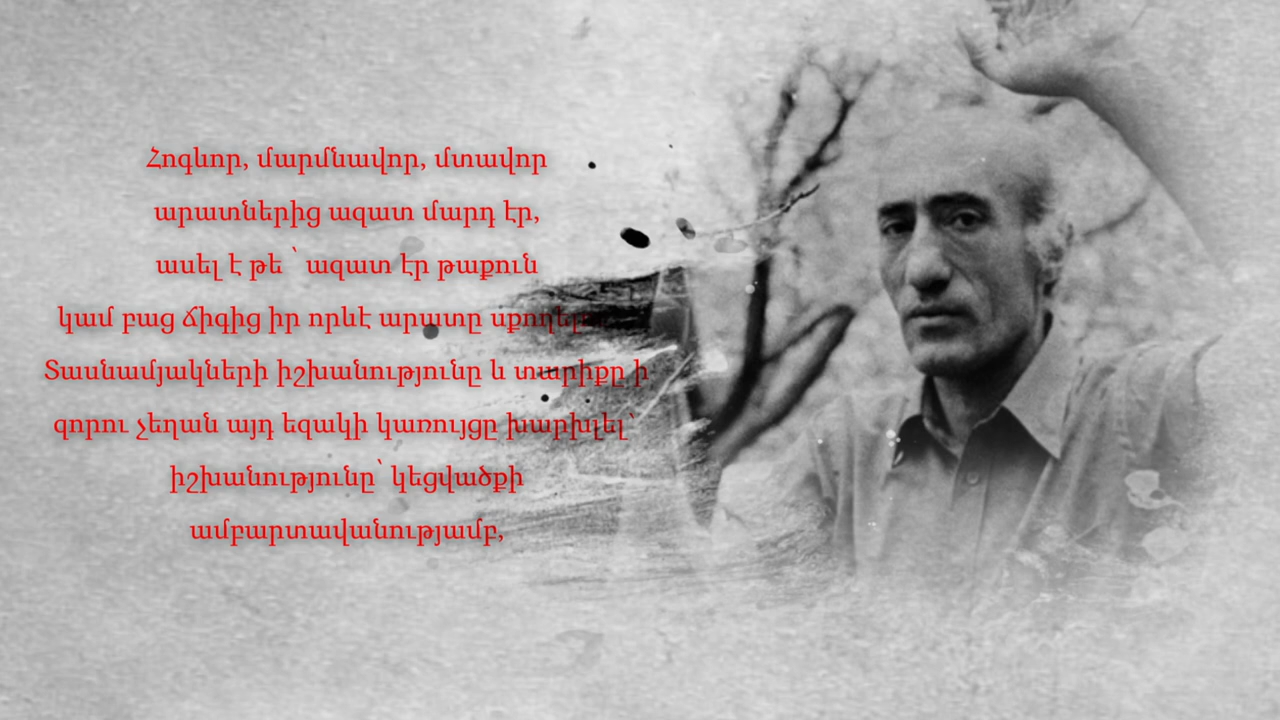 Հոգևոր, մարմնավոր, մտավոր
արատներից ազատ մարդ էր,
ասել է թե ՝ ազատ էր թաքուն
կամ բաց ճիգից իր որևէ արատը սքողելու
Տասնամյակների իշխանությունը և տարիքը ի
զորու չեղան այդ եզակի կառույցը խարխլել՝
իշխանությունը՝ կեցվածքի
ամբարտավանությամբ,